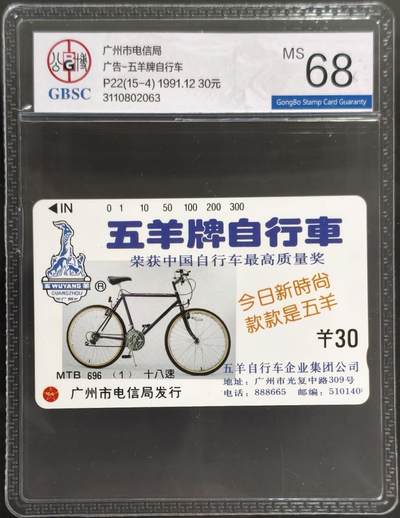 公博
GBSC
广州市电信局
广告-五羊牌自行车
P22(15-4) 1991.12 30元
3110802063
MS 68
GongBo Stamp Card Guaranty
IN 0 1 10 50 100 200 300
五羊牌自行車
荣获中国自行车最高质量奖
WUYANG
GUANGZHOU
R
今日新時尚
款款是五羊
¥30
MTB 696 (1) 十八速
五羊自行车企业集团公司
地址: 广州市光复中路309号
电话: 888665 邮编: 510140
广州市电信局发行